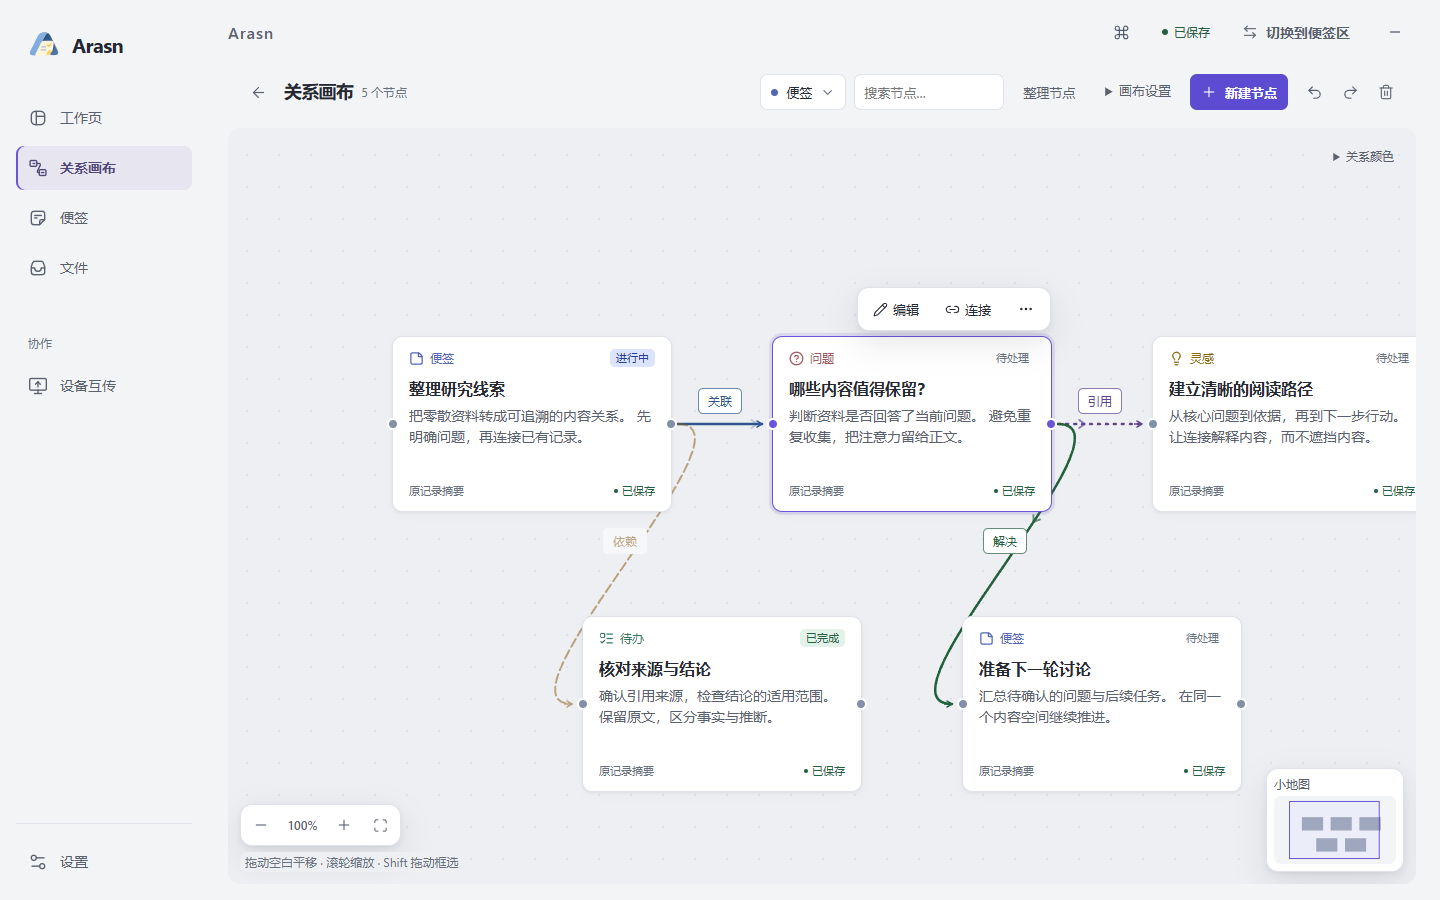 Arasn
工作页
关系画布
便签
文件
协作
设备互传
设置
Arasn
已保存
切换到便签区
关系画布
5 个节点
便签
搜索节点...
整理节点
画布设置
新建节点
关系颜色
编辑
连接
便签
进行中
整理研究线索
把零散资料转成可追溯的内容关系。 先
明确问题，再连接已有记录。
原记录摘要
已保存
关联
问题
待处理
哪些内容值得保留?
判断资料是否回答了当前问题。 避免重
复收集，把注意力留给正文。
原记录摘要
已保存
引用
灵感
待处理
建立清晰的阅读路径
从核心问题到依据，再到下一步行动。
让连接解释内容，而不遮挡内容。
原记录摘要
已保存
依赖
解决
待办
已完成
核对来源与结论
确认引用来源，检查结论的适用范围。
保留原文，区分事实与推断。
原记录摘要
已保存
便签
待处理
准备下一轮讨论
汇总待确认的问题与后续任务。 在同一
个内容空间继续推进。
原记录摘要
已保存
小地图
100%
拖动空白平移 · 滚轮缩放 · Shift 拖动框选